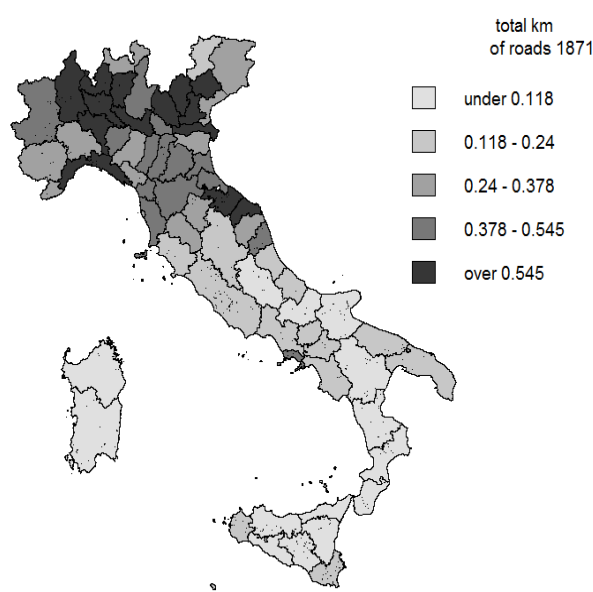 total km
of roads 1871
under 0.118
0.118 - 0.24
0.24 - 0.378
0.378 - 0.545
over 0.545